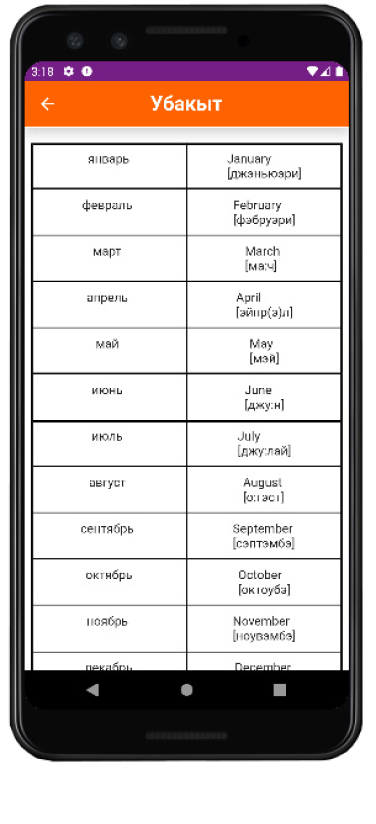 3:18
Убакыт
январь
January
[джэньюэри]
февраль
February
[фэбруэри]
март
March
[ма:ч]
апрель
April
[эйпр(э)л]
май
May
[мэй]
июнь
June
[джу:н]
июль
July
[джу:лай]
август
August
[о:гэст]
сентябрь
September
[сэптэмбэ]
октябрь
October
[октоубэ]
ноябрь
November
[ноувэмбэ]
декабрь
December